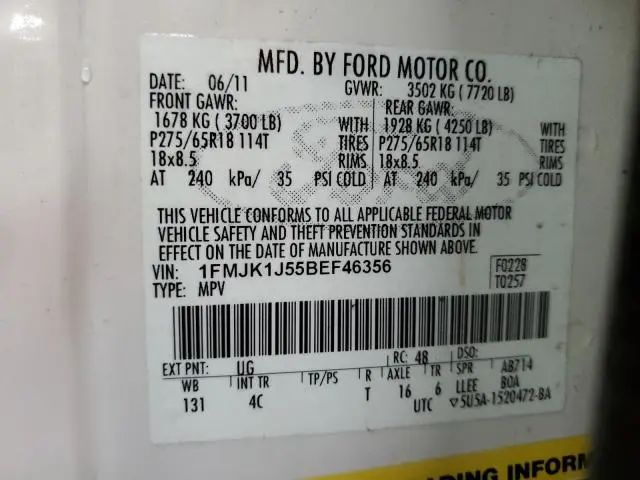 MFD. BY FORD MOTOR CO.
DATE: 06/11 GVWR: 3502 KG ( 7720 LB)
FRONT GAWR: REAR GAWR:
1678 KG ( 3700 LB) WITH 1928 KG ( 4250 LB) WITH
P275/65R18 114T TIRES P275/65R18 114T TIRES
18x8.5 RIMS 18x8.5 RIMS
AT 240 kPa/ 35 PSI COLD AT 240 kPa/ 35 PSI COLD
THIS VEHICLE CONFORMS TO ALL APPLICABLE FEDERAL MOTOR
VEHICLE SAFETY AND THEFT PREVENTION STANDARDS IN
EFFECT ON THE DATE OF MANUFACTURE SHOWN ABOVE.
VIN: 1FMJK1J55BEF46356 F0228
TYPE: MPV T0257
EXT PNT: UG RC: 48 DSO:
WB INT TR TP/PS R AXLE TR SPR AB714
131 4C T 16 6 LLEE BOA
UTC ▽5U5A-1520472-BA
ADING INFORM